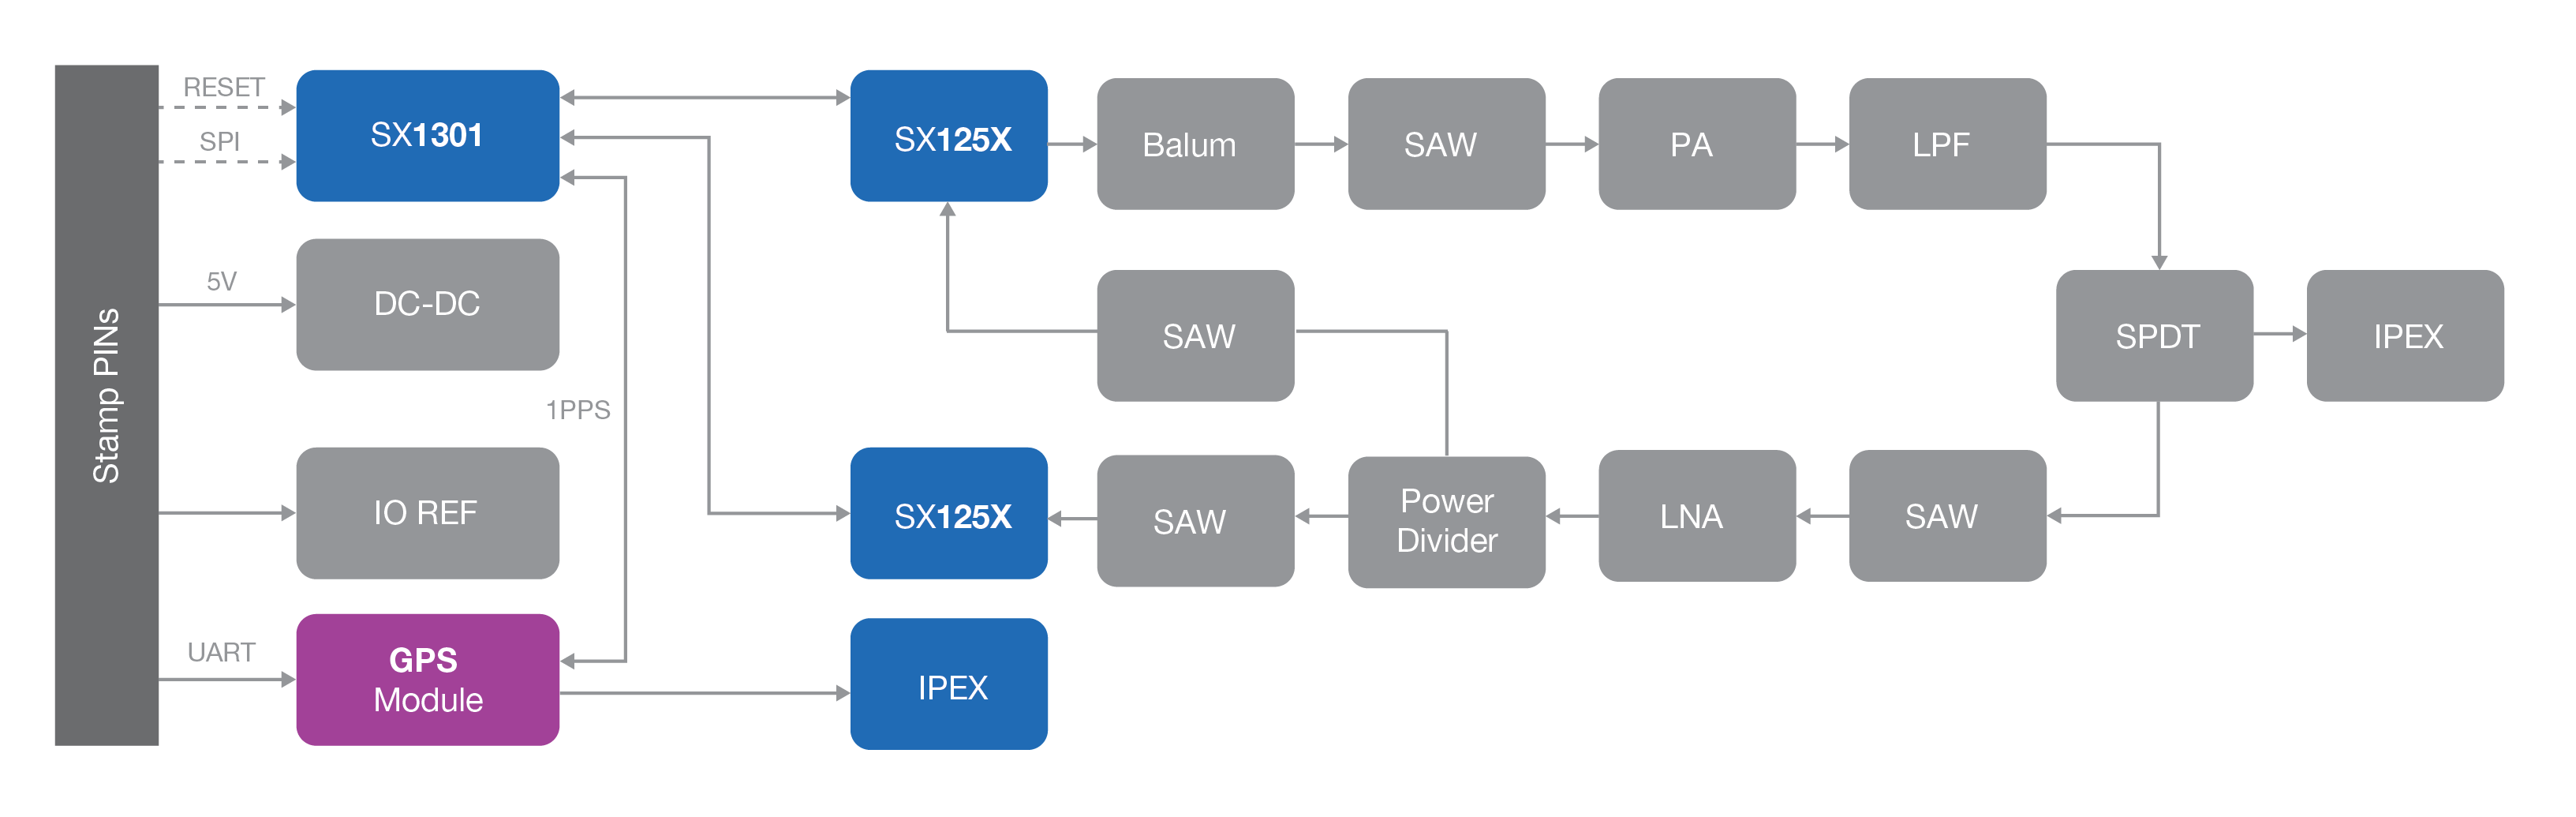 Stamp PINs
RESET
SPI
5V
UART
SX1301
DC-DC
IO REF
GPS
Module
1PPS
SX125X
Balum
SAW
PA
LPF
SAW
SPDT
IPEX
SX125X
SAW
Power
Divider
LNA
SAW
IPEX